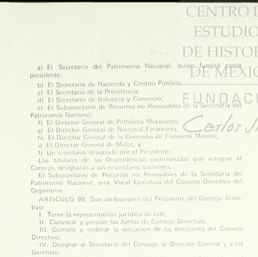 CENTRO D
ESTUDIO
DE HISTOR
DE MÉXIC
FUNDACI
Carlos S
a) El Secretario del Patrimonio Nacional, quien fungirá como
presidente;
b) El Secretario de Hacienda y Crédito Público,
c) El Secretario de la Presidencia;
d) El Secretario de Industria y Comercio;
e) El Subsecretario de Recursos no Renovables de la Secretaría del
Patrimonio Nacional;
f) El Director General de Petróleos Mexicanos;
g) El Director General de Nacional Financiera,
h) El Director General de la Comisión de Fomento Minero;
i) El Director General de Minas, y
j) Un secretario designado por el Presidente;
Los titulares de las Dependencias, mencionadas que integran el
Consejo, designarán a sus respectivos suplentes.
El Subsecretario de Recursos no Renovables de la Secretaría del
Patrimonio Nacional, será Vocal Ejecutivo del Consejo Directivo del
Organismo.
ARTICULO 90. Sus atribuciones del Presidente del Consejo Direc-
tivo:
I. Tener la representación jurídica de éste;
II. Convocar y presidir las Juntas de Consejo Directivo;
III. Cumplir y ordenar la ejecución de las decisiones del Consejo
Directivo;
IV. Designar al Secretario del Consejo, al Director General y a los
Gerentes;